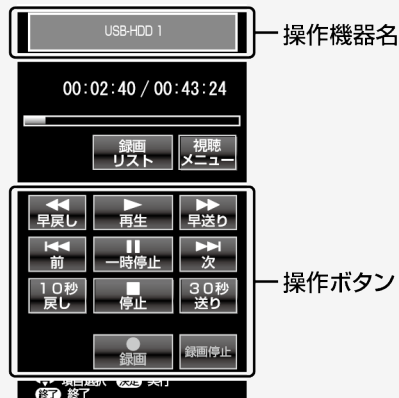 USB-HDD 1
操作機器名
00:02:40 / 00:43:24
録画
リスト
視聴
メニュー
早戻し
再生
早送り
前
一時停止
次
10秒
戻し
停止
30秒
送り
操作ボタン
録画
録画停止
項目選択 決定 実行
終了 終了